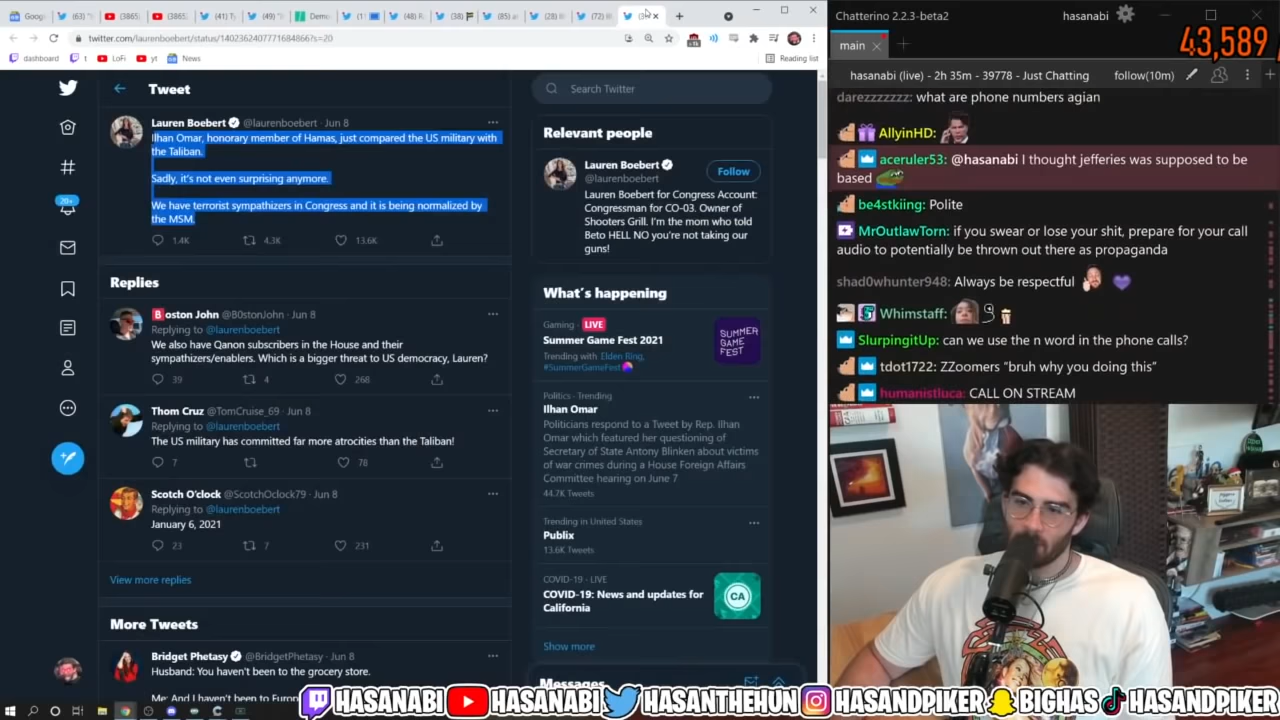 twitter.com/laurenboebert/status/1402362407771684866?s=20
dashboard
LoFi
yt
News
Reading list
Tweet
Lauren Boebert @laurenboebert · Jun 8
Ilhan Omar, honorary member of Hamas, just compared the US military with
the Taliban.
Sadly, it's not even surprising anymore.
We have terrorist sympathizers in Congress and it is being normalized by
the MSM.
1.4K 4.3K 13.6K
Replies
Boston John @B0stonJohn · Jun 8
Replying to @laurenboebert
We also have Qanon subscribers in the House and their
sympathizers/enablers. Which is a bigger threat to US democracy, Lauren?
39 4 268
Thom Cruz @TomCruise_69 · Jun 8
Replying to @laurenboebert
The US military has committed far more atrocities than the Taliban!
7 78
Scotch O'clock @ScotchOclock79 · Jun 8
Replying to @laurenboebert
January 6, 2021
23 7 231
View more replies
More Tweets
Bridget Phetasy @BridgetPhetasy · Jun 8
Husband: You haven't been to the grocery store.
20+
Search Twitter
Relevant people
Lauren Boebert
@laurenboebert
Follow
Lauren Boebert for Congress Account:
Congressman for CO-03. Owner of
Shooters Grill. I'm the mom who told
Beto HELL NO you're not taking our
guns!
What's happening
Gaming · LIVE
Summer Game Fest 2021
Trending with Elden Ring,
#SummerGameFest
SUMMER
GAME
FEST
Politics · Trending
Ilhan Omar
Politicians respond to a Tweet by Rep. Ilhan
Omar which featured her questioning of
Secretary of State Antony Blinken about victims
of war crimes during a House Foreign Affairs
Committee hearing on June 7
44.7K Tweets
Trending in United States
Publix
13.6K Tweets
COVID-19 · LIVE
COVID-19: News and updates for
California
CA
Show more
Messages
Chatterino 2.2.3-beta2
hasanabi
43,589
main
hasanabi (live) - 2h 35m - 39778 - Just Chatting
follow(10m)
darezzzzzzz: what are phone numbers agian
AllyinHD:
aceruler53: @hasanabi I thought jefferies was supposed to be
based
be4stkiing: Polite
MrOutlawTorn: if you swear or lose your shit, prepare for your call
audio to potentially be thrown out there as propaganda
shad0whunter948: Always be respectful
Whimstaff:
SlurpingitUp: can we use the n word in the phone calls?
tdot1722: ZZoomers "bruh why you doing this"
humanistluca: CALL ON STREAM
HASANABI HASANABI HASANTHEHUN HASANDPIKER BIGHAS HASANDPIKER